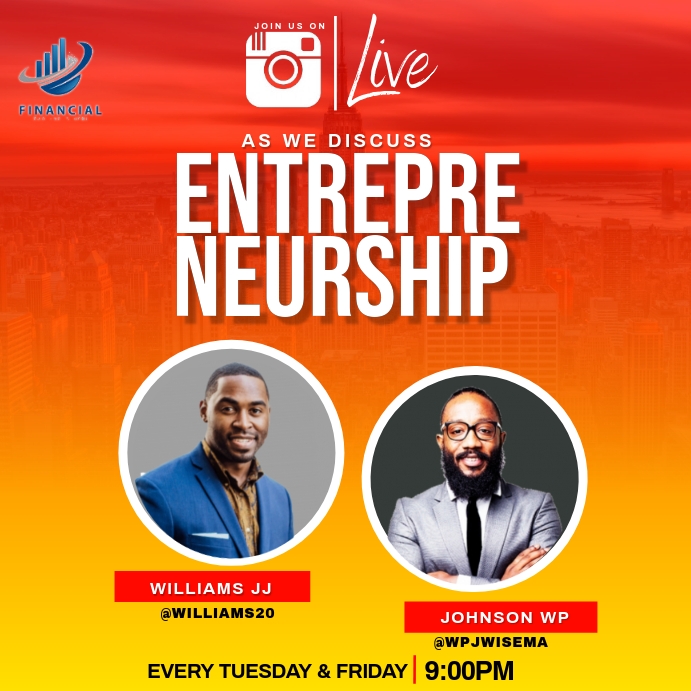 JOIN US ON
Live
FINANCIAL
AS WE DISCUSS
ENTREPRE
NEURSHIP
WILLIAMS JJ
@WILLIAMS20
JOHNSON WP
@WPJWISEMA
EVERY TUESDAY & FRIDAY
9:00PM